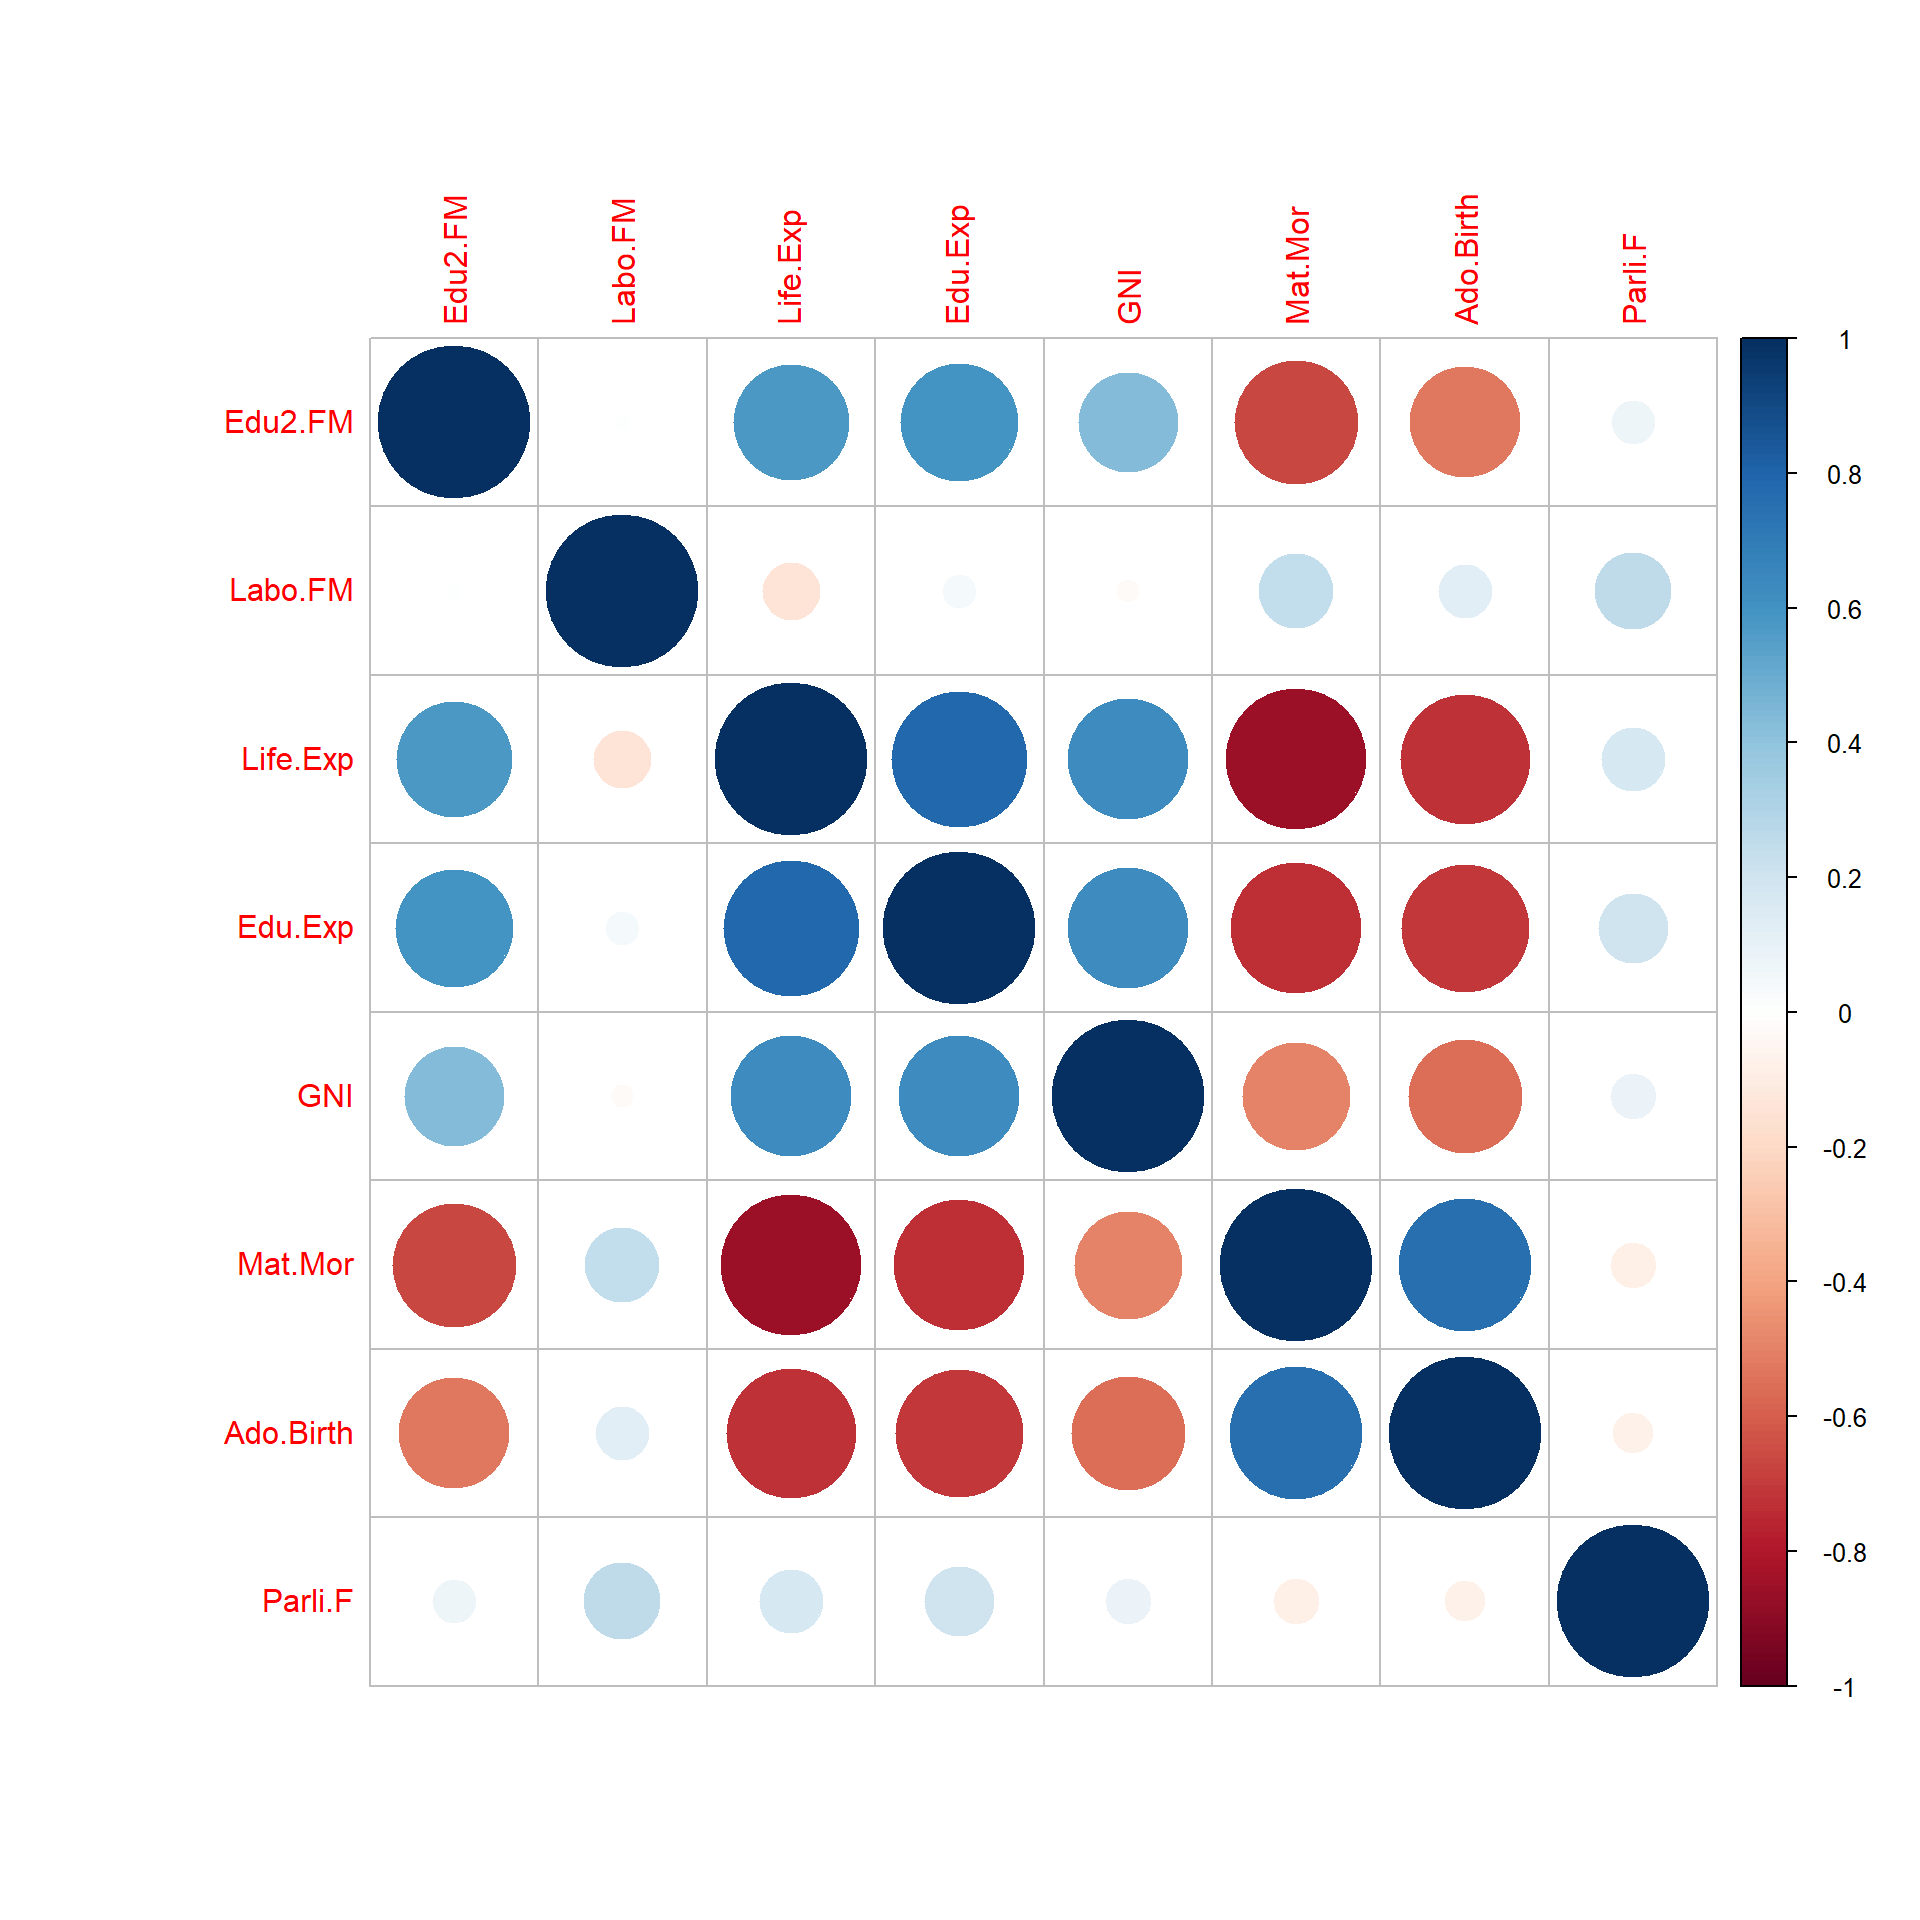 Edu2.FM
Labo.FM
Life.Exp
Edu.Exp
GNI
Mat.Mor
Ado.Birth
Parli.F
Edu2.FM
Labo.FM
Life.Exp
Edu.Exp
GNI
Mat.Mor
Ado.Birth
Parli.F
1
0.8
0.6
0.4
0.2
0
-0.2
-0.4
-0.6
-0.8
-1